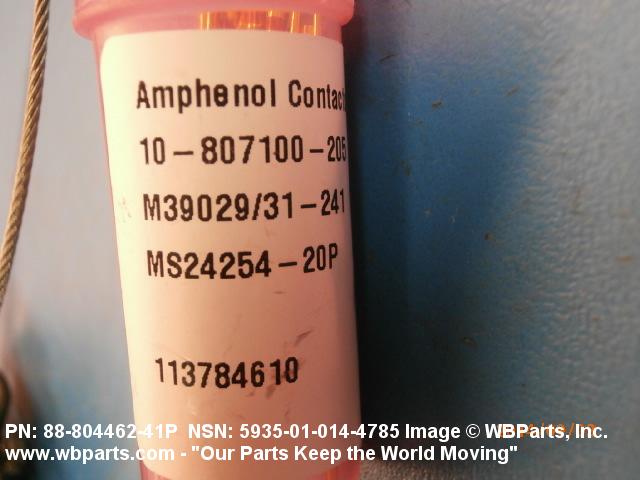 Amphenol Contact
10-807100-205
M39029/31-241
MS24254-20P
113784610
PN: 88-804462-41P NSN: 5935-01-014-4785 Image © WBParts, Inc.
www.wbparts.com - "Our Parts Keep the World Moving"